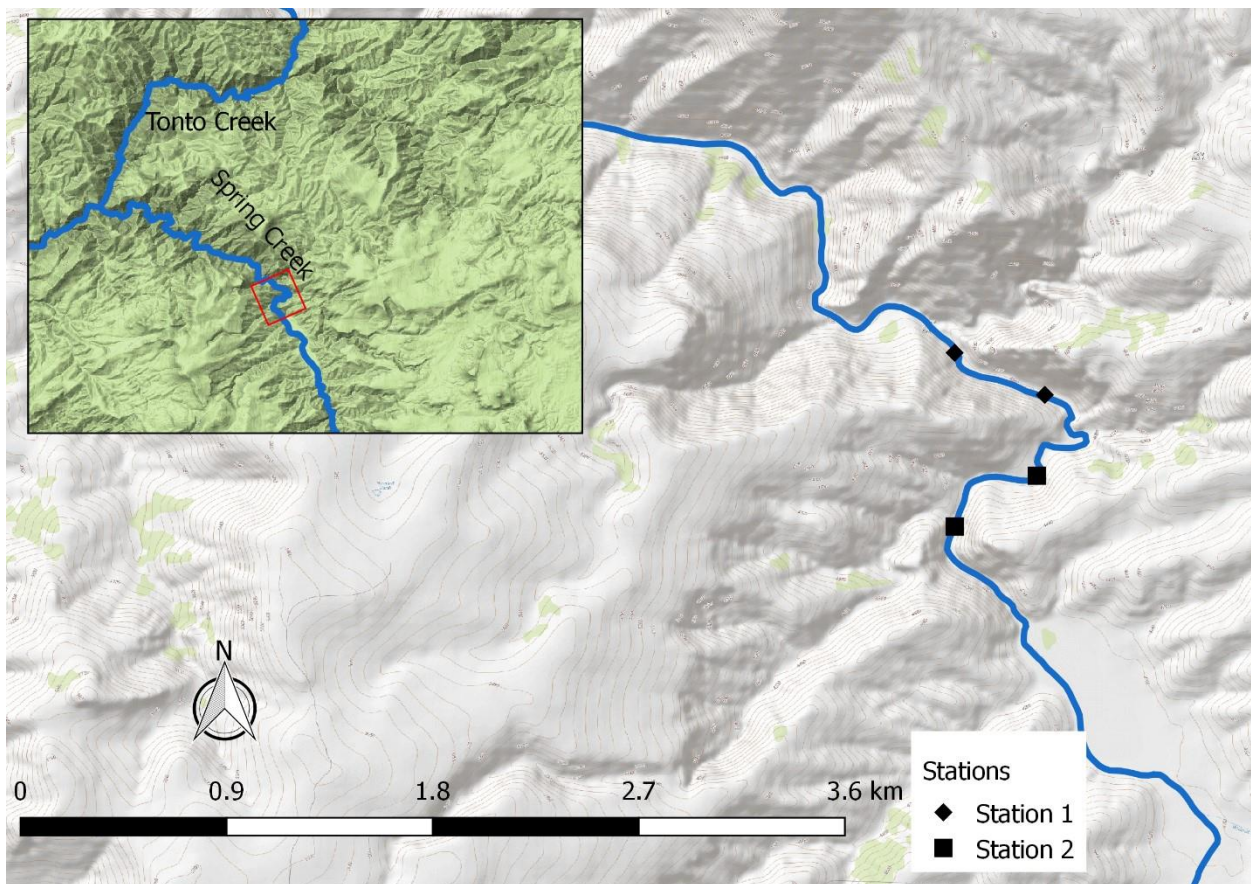 Tonto Creek
Spring Creek
N
0 0.9 1.8 2.7 3.6 km
Stations
Station 1
Station 2